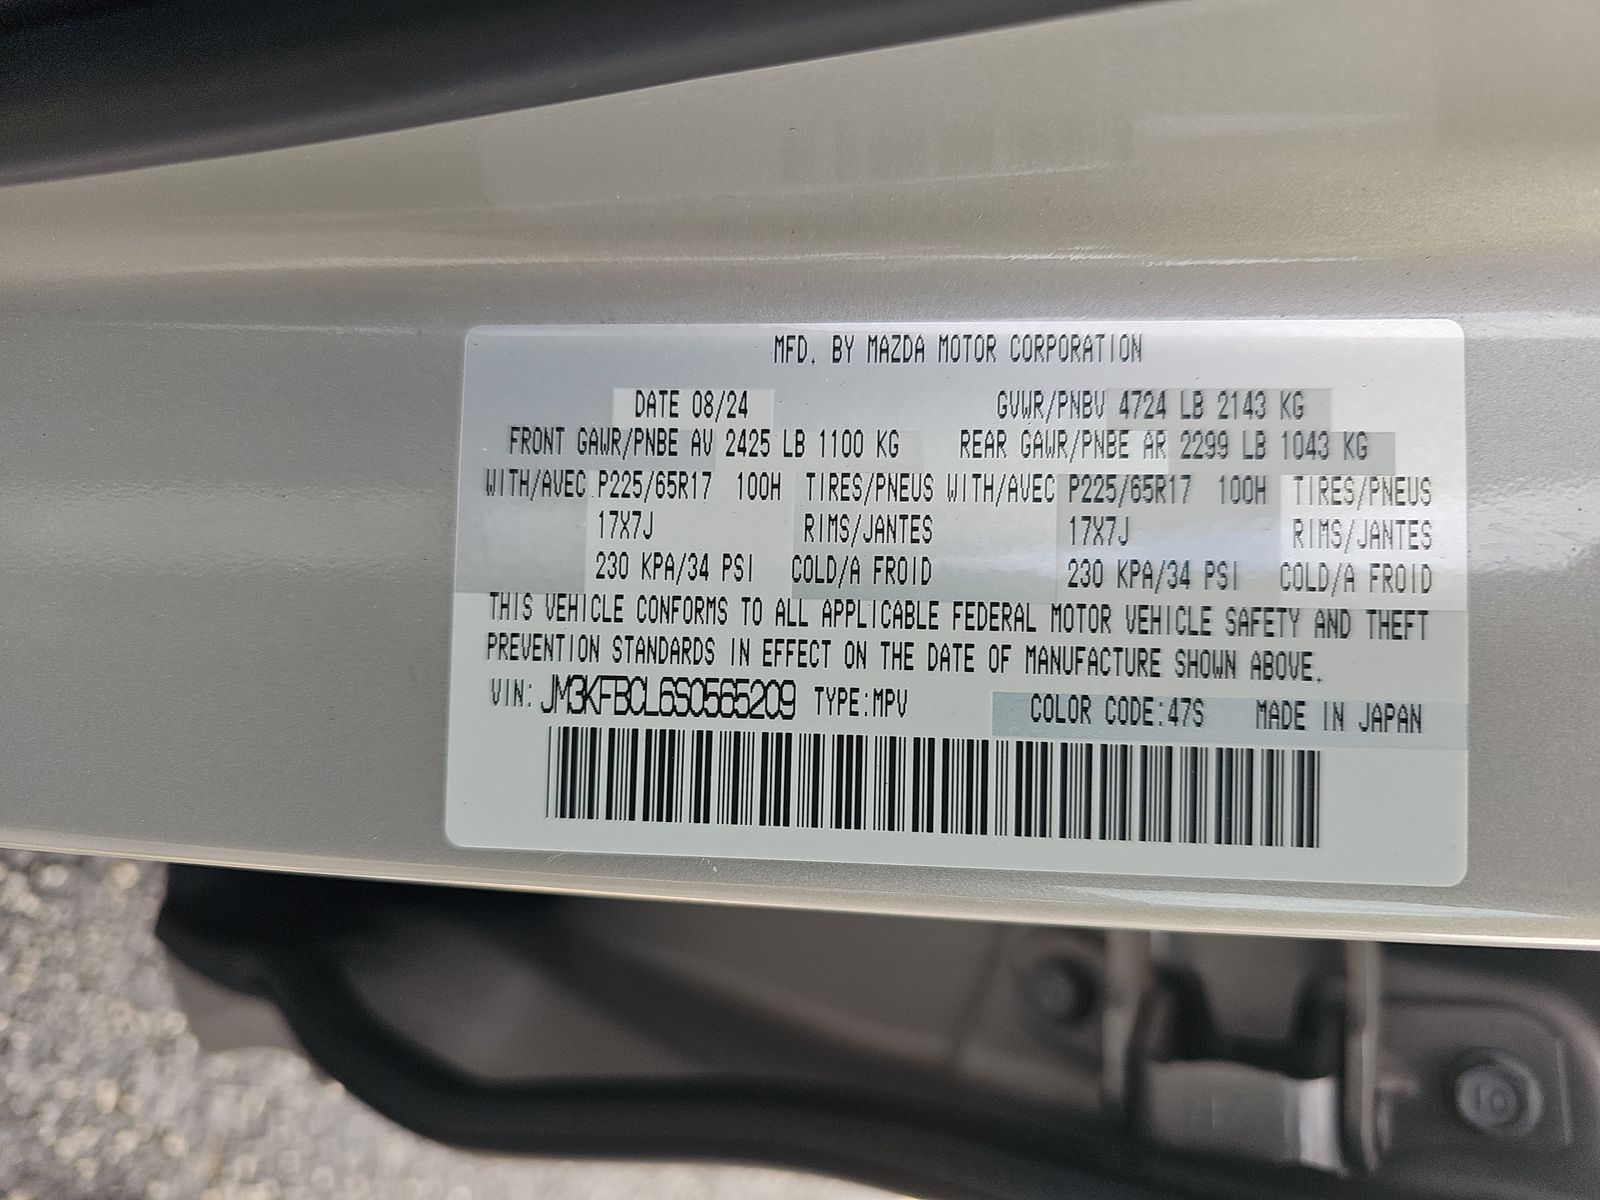 MFD. BY MAZDA MOTOR CORPORATION
DATE 08/24 GVWR/PNBV 4724 LB 2143 KG
FRONT GAWR/PNBE AV 2425 LB 1100 KG REAR GAWR/PNBE AR 2299 LB 1043 KG
WITH/AVEC P225/65R17 100H TIRES/PNEUS WITH/AVEC P225/65R17 100H TIRES/PNEUS
17X7J RIMS/JANTES 17X7J RIMS/JANTES
230 KPA/34 PSI COLD/A FROID 230 KPA/34 PSI COLD/A FROID
THIS VEHICLE CONFORMS TO ALL APPLICABLE FEDERAL MOTOR VEHICLE SAFETY AND THEFT
PREVENTION STANDARDS IN EFFECT ON THE DATE OF MANUFACTURE SHOWN ABOVE.
VIN: JM3KFBCL6S0565209 TYPE:MPV COLOR CODE:47S MADE IN JAPAN
10